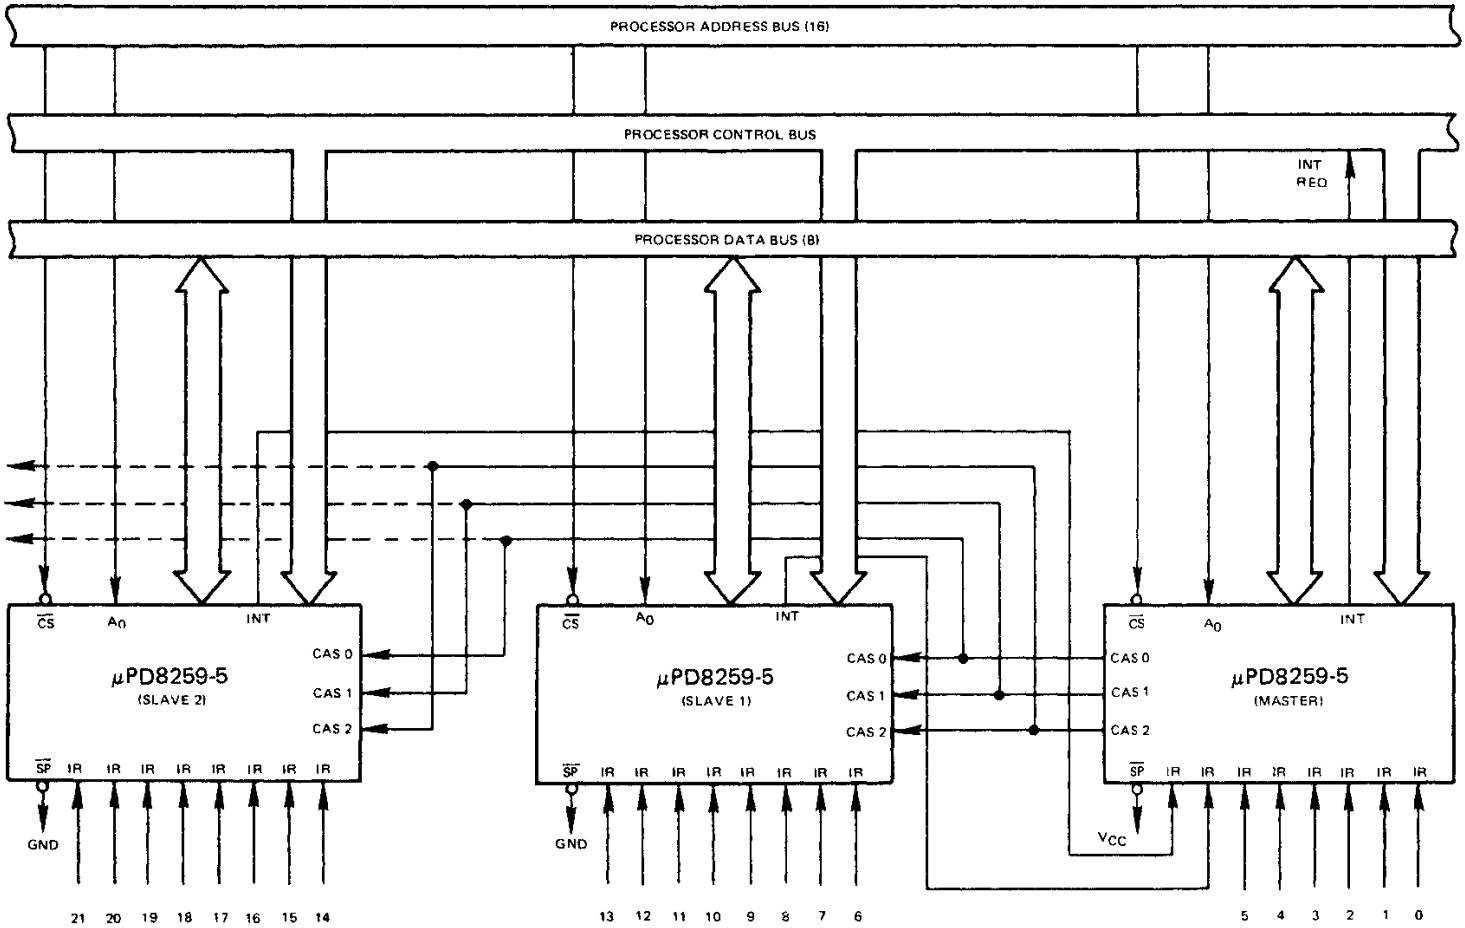 PROCESSOR ADDRESS BUS (16)
PROCESSOR CONTROL BUS
INT
REQ
PROCESSOR DATA BUS (8)
CS A0 INT
CAS 0
µPD8259-5
(SLAVE 2)
CAS 1
CAS 2
SP IR IR IR IR IR IR IR IR
GND
21 20 19 18 17 16 15 14
CS A0 INT
CAS 0
µPD8259-5
(SLAVE 1)
CAS 1
CAS 2
SP IR IR IR IR IR IR IR IR
GND
13 12 11 10 9 8 7 6
CS A0 INT
CAS 0
µPD8259-5
CAS 1
(MASTER)
CAS 2
SP IR IR IR IR IR IR IR IR
VCC
5 4 3 2 1 0